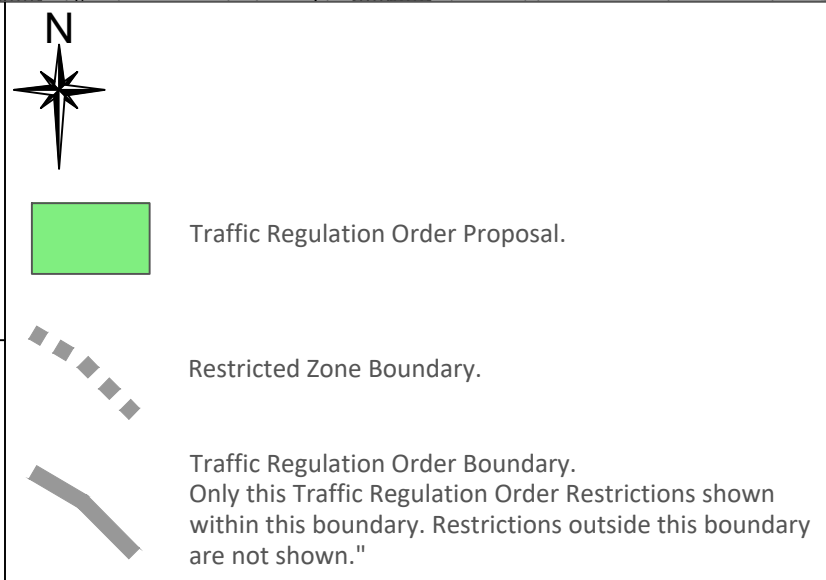 N
Traffic Regulation Order Proposal.
Restricted Zone Boundary.
Traffic Regulation Order Boundary.
Only this Traffic Regulation Order Restrictions shown
within this boundary. Restrictions outside this boundary
are not shown."